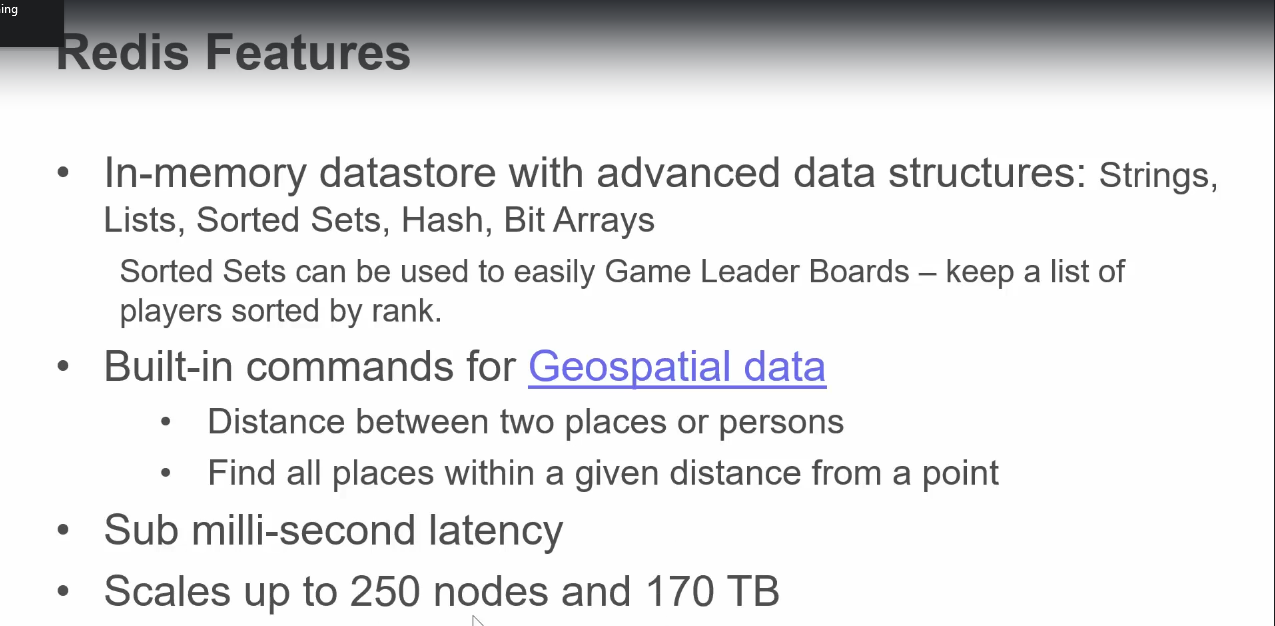 ing
Redis Features
• In-memory datastore with advanced data structures: Strings,
Lists, Sorted Sets, Hash, Bit Arrays
Sorted Sets can be used to easily Game Leader Boards – keep a list of
players sorted by rank.
• Built-in commands for Geospatial data
• Distance between two places or persons
• Find all places within a given distance from a point
• Sub milli-second latency
• Scales up to 250 nodes and 170 TB